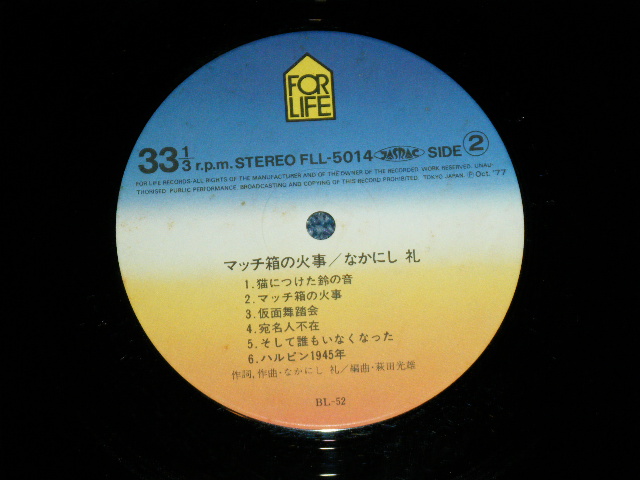 FOR
LIFE
33 1/3 r.p.m. STEREO FLL-5014 JASRAC SIDE 2
FOR LIFE RECORDS·ALL RIGHTS OF THE MANUFACTURER AND OF THE OWNER OF THE RECORDED WORK RESERVED. UNAU-
THORISED PUBLIC PERFORMANCE BROADCASTING AND COPYING OF THIS RECORD PROHIBITED. TOKYO JAPAN. ℗Oct. '77
マッチ箱の火事/なかにし 礼
1.猫につけた鈴の音
2.マッチ箱の火事
3.仮面舞踏会
4.宛名人不在
5.そして誰もいなくなった
6.ハルピン1945年
作詞,作曲・なかにし 礼/編曲・萩田光雄
BL-52